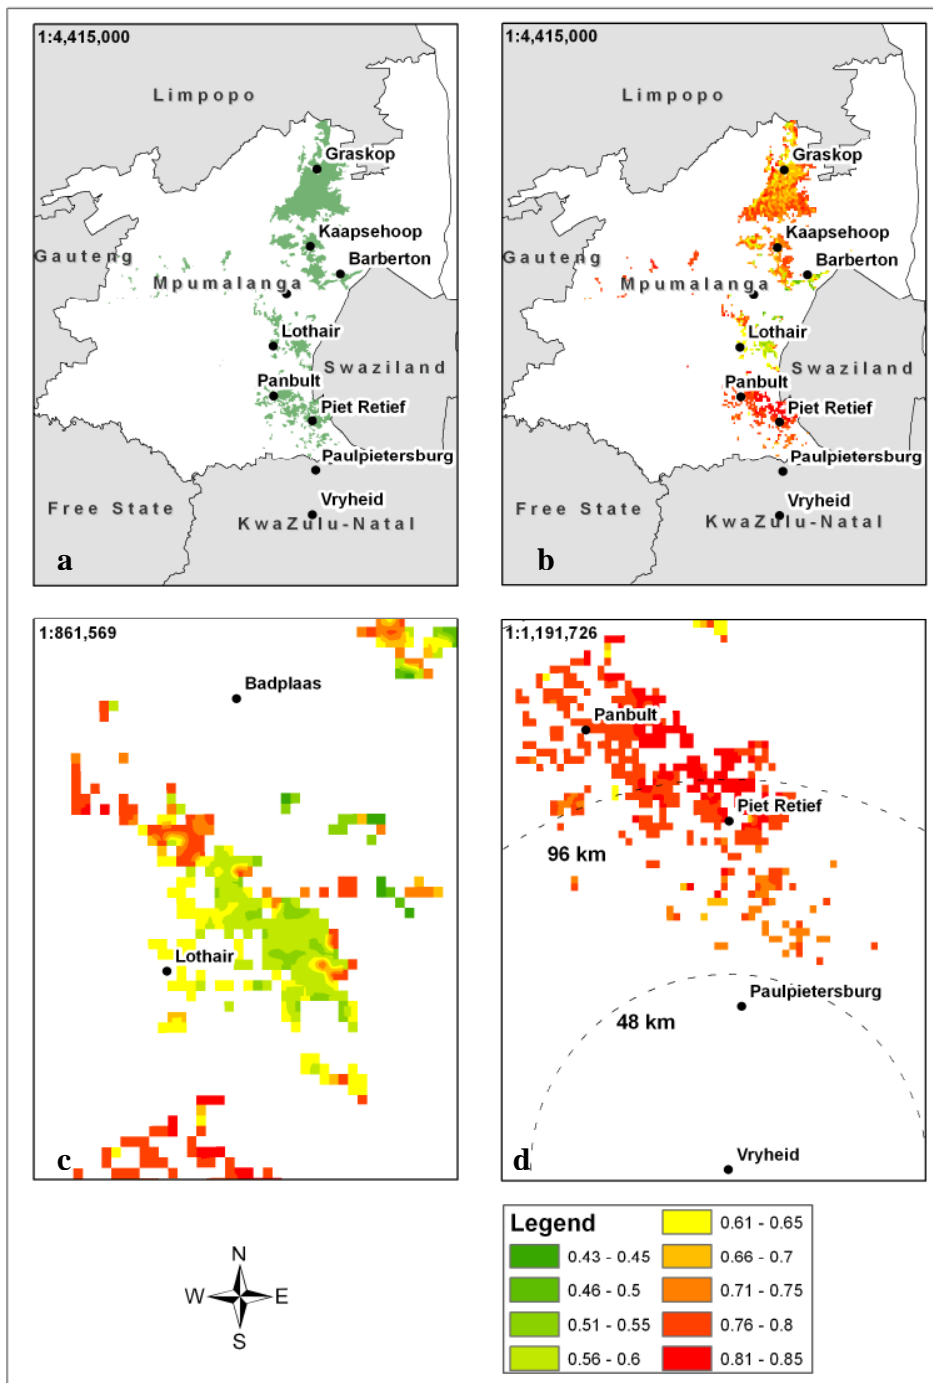 1:4,415,000
Limpopo
Graskop
Kaapsehoop
Gauteng
Barberton
Mpumalanga
Lothair
Swaziland
Panbult
Piet Retief
Paulpietersburg
Free State
Vryheid
KwaZulu-Natal
a
1:4,415,000
Limpopo
Graskop
Kaapsehoop
Gauteng
Barberton
Mpumalanga
Lothair
Swaziland
Panbult
Piet Retief
Paulpietersburg
Free State
Vryheid
KwaZulu-Natal
b
1:861,569
Badplaas
Lothair
c
1:1,191,726
Panbult
Piet Retief
96 km
Paulpietersburg
48 km
Vryheid
d
N
W
E
S
Legend
0.43 - 0.45
0.46 - 0.5
0.51 - 0.55
0.56 - 0.6
0.61 - 0.65
0.66 - 0.7
0.71 - 0.75
0.76 - 0.8
0.81 - 0.85